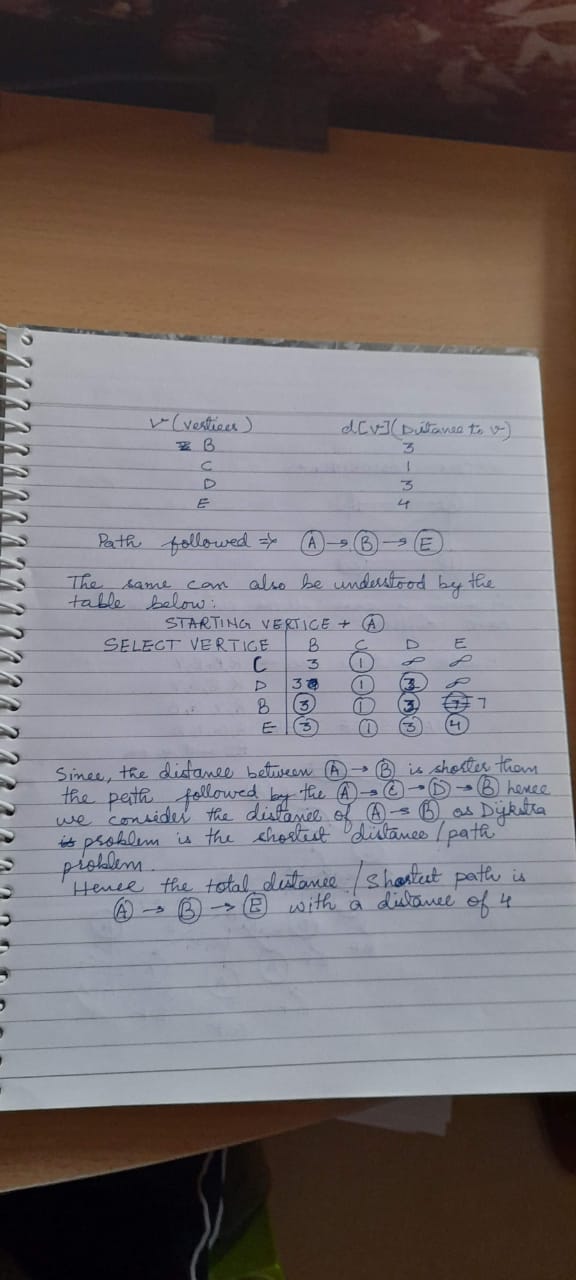 v (vertices) d[v] (Distance to v)
B 3
C 1
D 3
E 4
Path followed => A → B → E
The same can also be understood by the
table below:
STARTING VERTICE + A
SELECT VERTICE B C D E
C 3 1 ∞ ∞
D 3 1 3 ∞
B 3 1 3 7
E 3 1 3 4
Since, the distance between A → B is shorter than
the path followed by the A → C → D → B hence
we consider the distance of A → B as Dijkstra
problem is the shortest distance / path
problem.
Hence the total distance / Shortest path is
A → B → E with a distance of 4